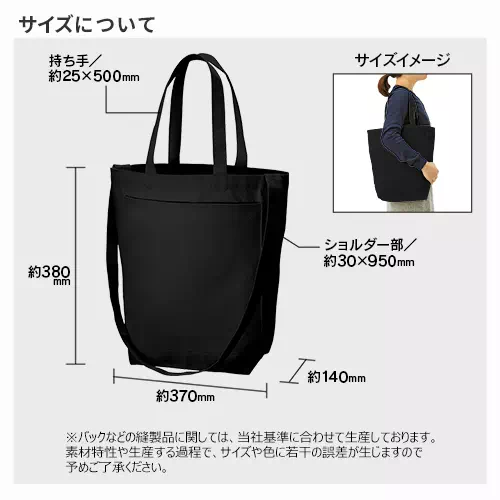 サイズについて
持ち手／
約25×500mm
サイズイメージ
ショルダー部／
約30×950mm
約380
mm
約140mm
約370mm
※バックなどの縫製品に関しては、当社基準に合わせて生産しております。
素材特性や生産する過程で、サイズや色に若干の誤差が生じますので
予めご了承ください。